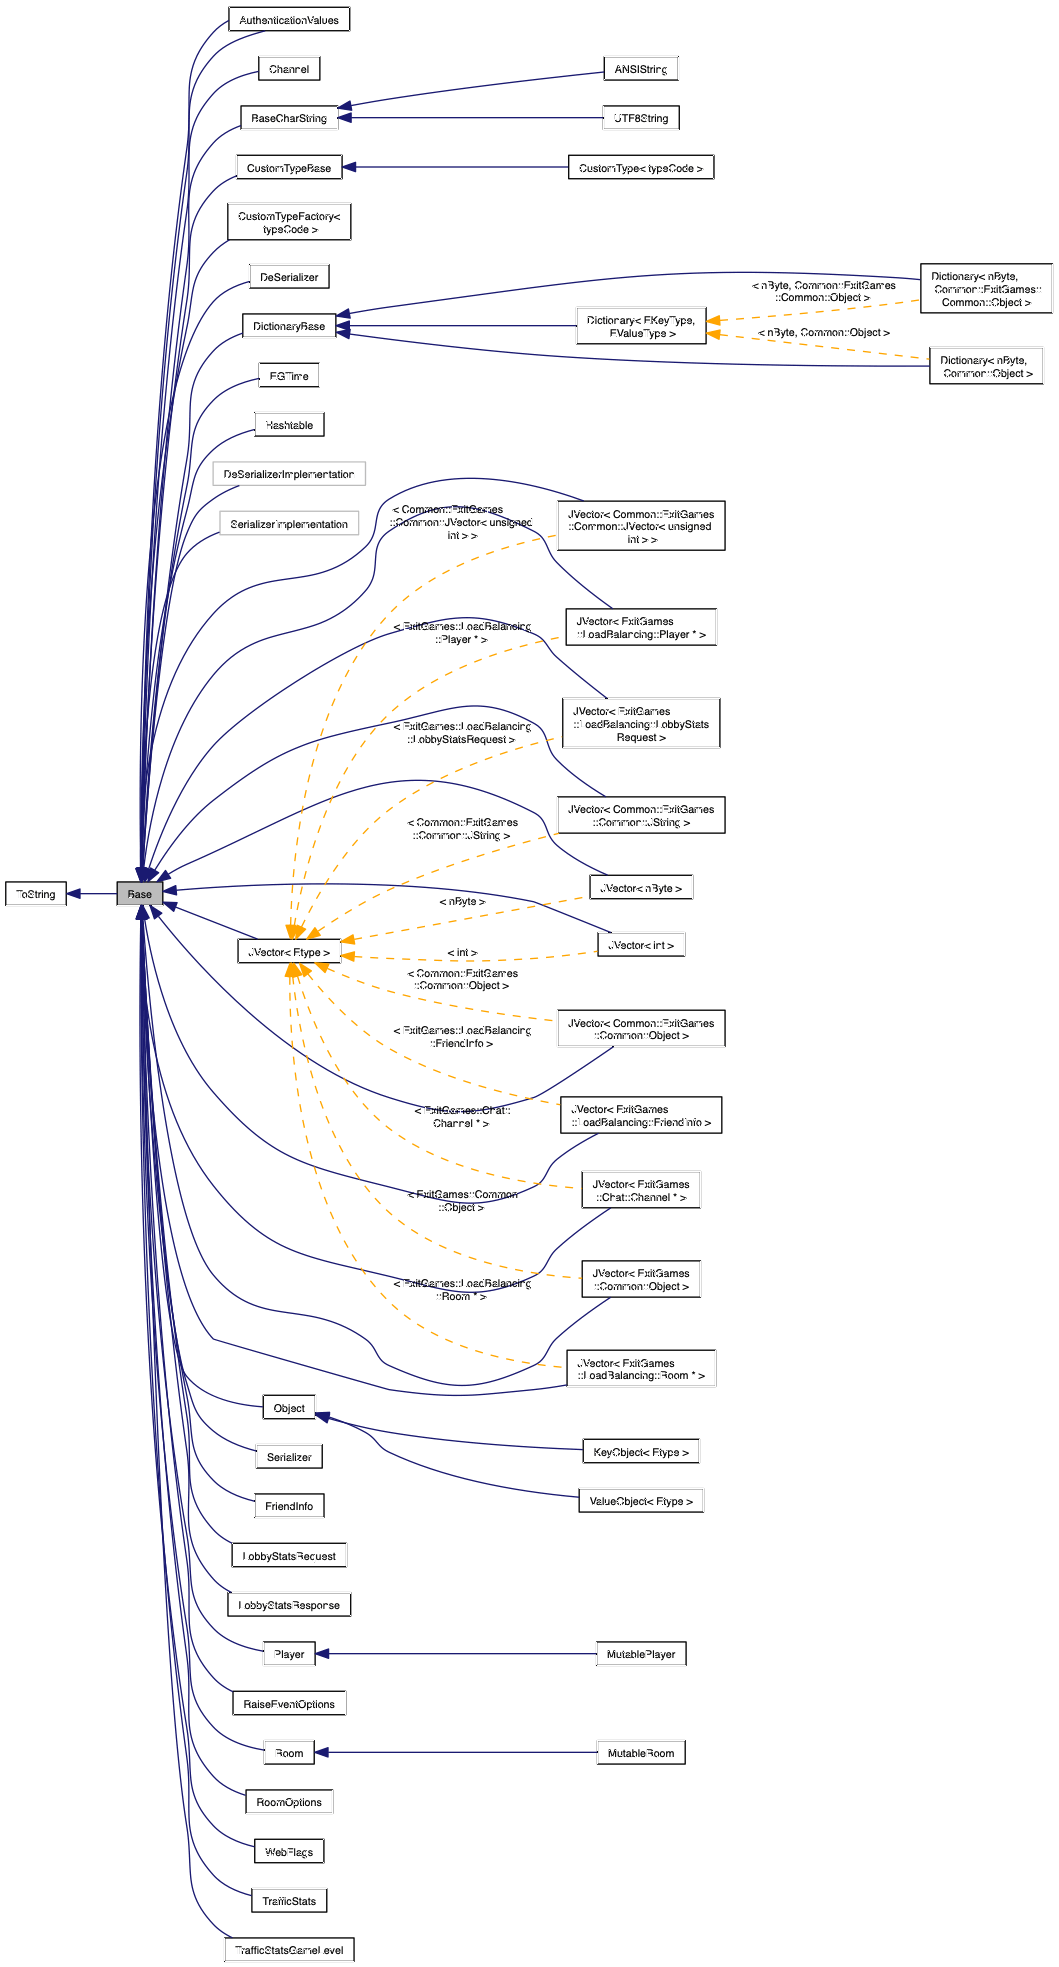 AuthenticationValues
Channel
ANSIString
BaseCharString
UTF8String
CustomTypeBase
CustomType< typeCode >
CustomTypeFactory<
typeCode >
DeSerializer
Dictionary< nByte,
Common::ExitGames::
Common::Object >
< nByte, Common::ExitGames
::Common::Object >
DictionaryBase
Dictionary< EKeyType,
EValueType >
< nByte, Common::Object >
Dictionary< nByte,
Common::Object >
EGTime
Hashtable
DeSerializerImplementation
SerializerImplementation
< Common::ExitGames
::Common::JVector< unsigned
int > >
JVector< Common::ExitGames
::Common::JVector< unsigned
int > >
< ExitGames::LoadBalancing
::Player * >
JVector< ExitGames
::LoadBalancing::Player * >
< ExitGames::LoadBalancing
::LobbyStatsRequest >
JVector< ExitGames
::LoadBalancing::LobbyStats
Request >
< Common::ExitGames
::Common::JString >
JVector< Common::ExitGames
::Common::JString >
ToString
Base
< nByte >
JVector< nByte >
JVector< Etype >
< int >
JVector< int >
< Common::ExitGames
::Common::Object >
JVector< Common::ExitGames
::Common::Object >
< ExitGames::LoadBalancing
::FriendInfo >
JVector< ExitGames
::LoadBalancing::FriendInfo >
< ExitGames::Chat::
Channel * >
JVector< ExitGames
::Chat::Channel * >
< ExitGames::Common
::Object >
JVector< ExitGames
::Common::Object >
< ExitGames::LoadBalancing
::Room * >
JVector< ExitGames
::LoadBalancing::Room * >
Object
KeyObject< Etype >
Serializer
ValueObject< Etype >
FriendInfo
LobbyStatsRequest
LobbyStatsResponse
Player
MutablePlayer
RaiseEventOptions
Room
MutableRoom
RoomOptions
WebFlags
TrafficStats
TrafficStatsGameLevel